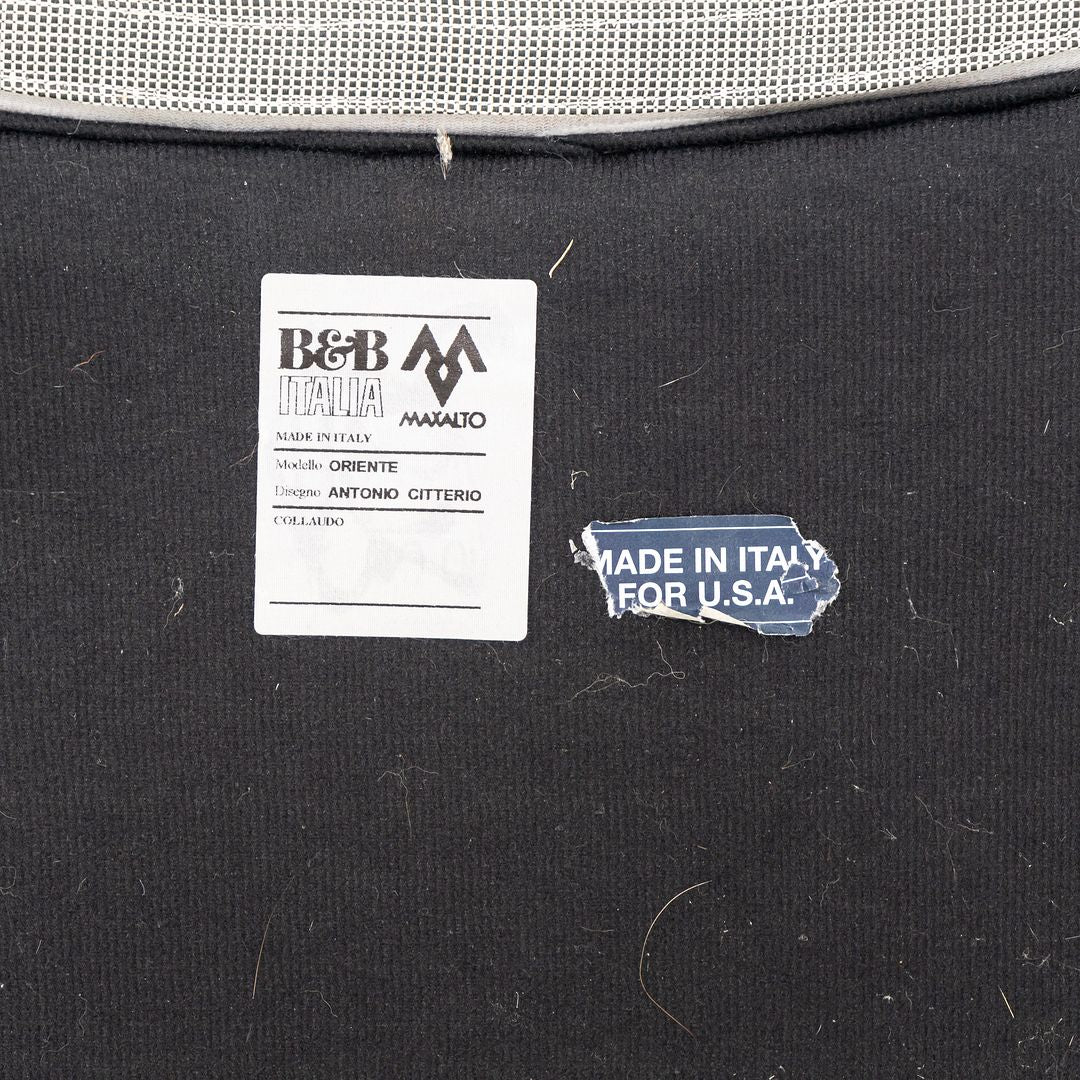 B&B
ITALIA
MAXALTO
MADE IN ITALY
Modello ORIENTE
Disegno ANTONIO CITTERIO
COLLAUDO
MADE IN ITALY
FOR U.S.A.